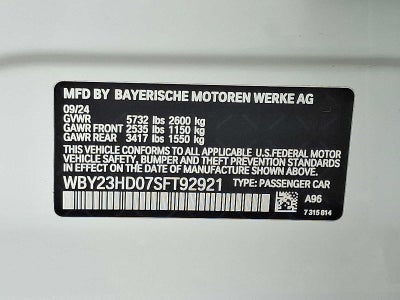 MFD BY BAYERISCHE MOTOREN WERKE AG
09/24
GVWR 5732 lbs 2600 kg
GAWR FRONT 2535 lbs 1150 kg
GAWR REAR 3417 lbs 1550 kg
THIS VEHICLE CONFORMS TO ALL APPLICABLE U.S. FEDERAL MOTOR
VEHICLE SAFETY, BUMPER, AND THEFT PREVENTION STANDARDS
IN EFFECT ON THE DATE OF MANUFACTURE SHOWN ABOVE.
WBY23HD07SFT92921 TYPE: PASSENGER CAR
A96
7 315 814